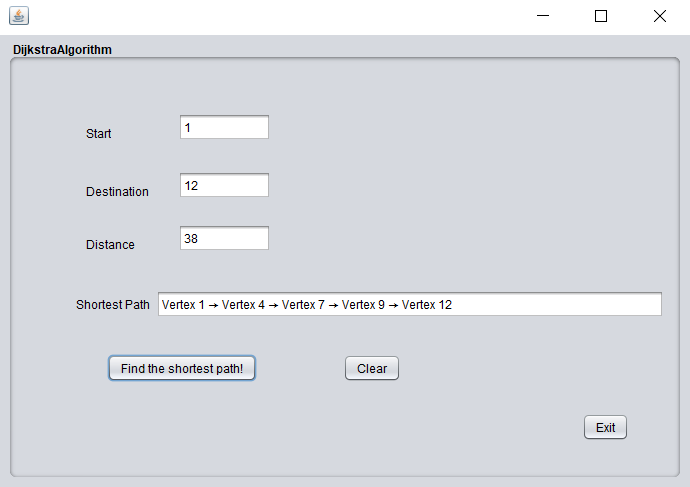 DijkstraAlgorithm
Start
1
Destination
12
Distance
38
Shortest Path
Vertex 1 → Vertex 4 → Vertex 7 → Vertex 9 → Vertex 12
Find the shortest path!
Clear
Exit